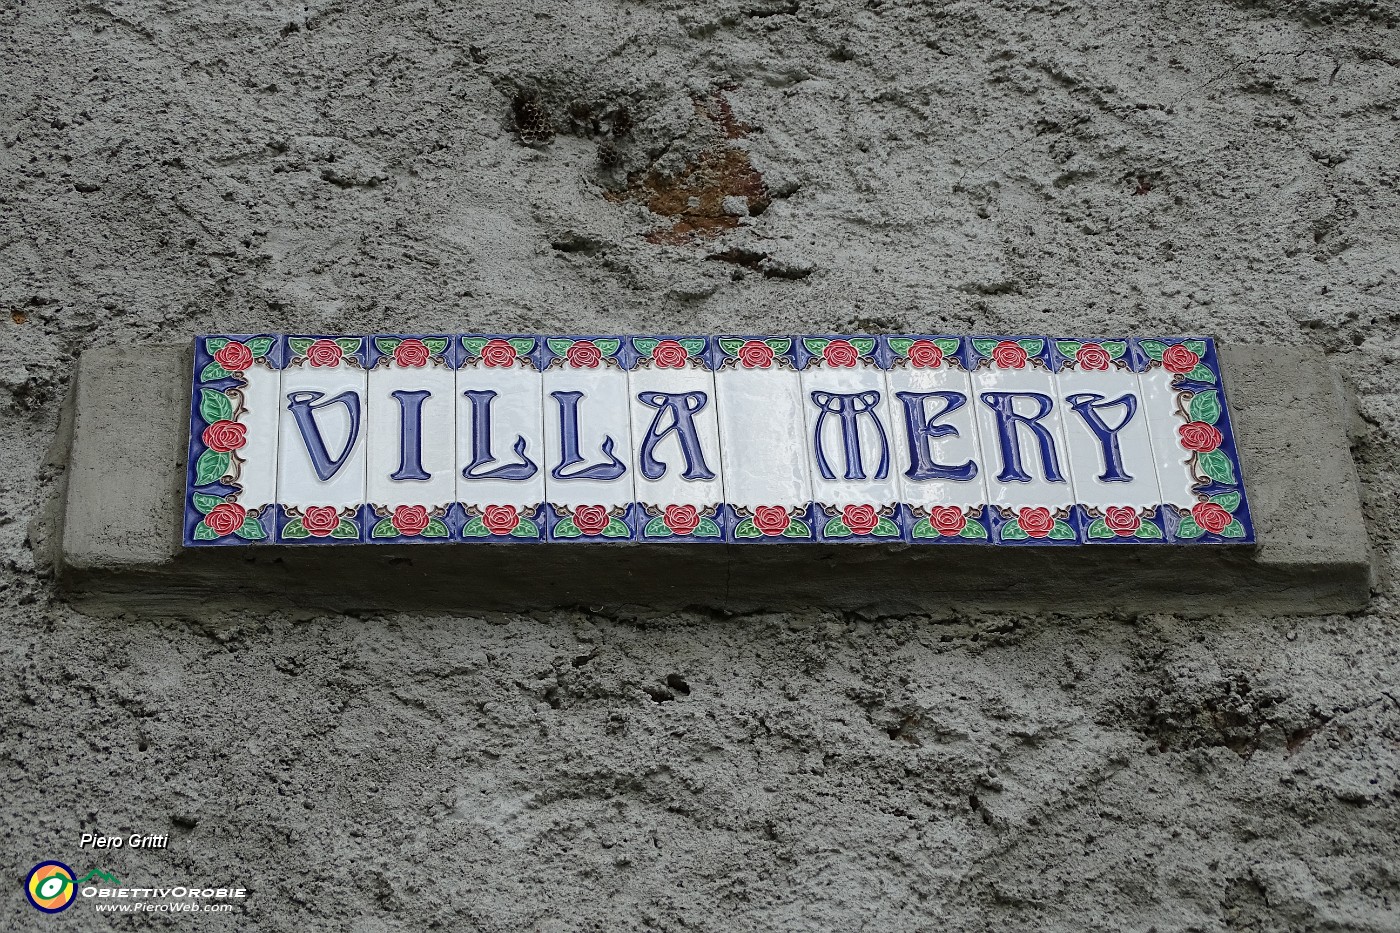 VILLA MERY
Piero Gritti
OBIETTIVOROBIE
www.PieroWeb.com